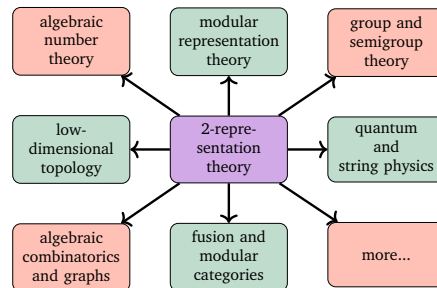 algebraic
number
theory
modular
representation
theory
group and
semigroup
theory
low-
dimensional
topology
2-repre-
sentation
theory
quantum
and
string physics
algebraic
combinatorics
and graphs
fusion and
modular
categories
more...